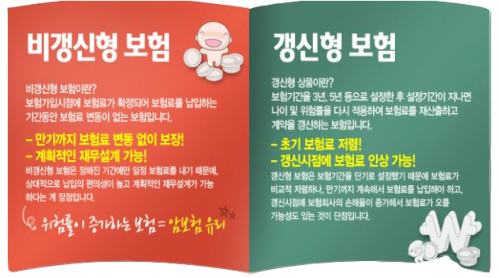 비갱신형 보험
비갱신형 보험이란?
보험가입시점에 보험료가 확정되어 보험료를 납입하는
기간동안 보험료 변동이 없는 보험입니다.
– 만기까지 보험료 변동 없이 보장!
– 계획적인 재무설계 가능!
비갱신형 보험은 정해진 기간에만 일정 보험료를 내기 때문에,
상대적으로 납입의 편의성이 높고 계획적인 재무설계가 가능
하다는 게 장점입니다.
위험률이 증가하는 보험 = 암보험 유리
갱신형 보험
갱신형 상품이란?
보험기간을 3년, 5년 등으로 설정한 후 설정기간이 지나면
나이 및 위험률을 다시 적용하여 보험료를 재산출하고
계약을 갱신하는 보험입니다.
– 초기 보험료 저렴!
– 갱신시점에 보험료 인상 가능!
갱신형 보험은 보험기간을 단기로 설정했기 때문에 보험료가
비교적 저렴하나, 만기까지 계속해서 보험료를 납입해야 하고,
갱신시점에 보험회사의 손해율이 증가해서 보험료가 오를
가능성도 있는 것이 단점입니다.